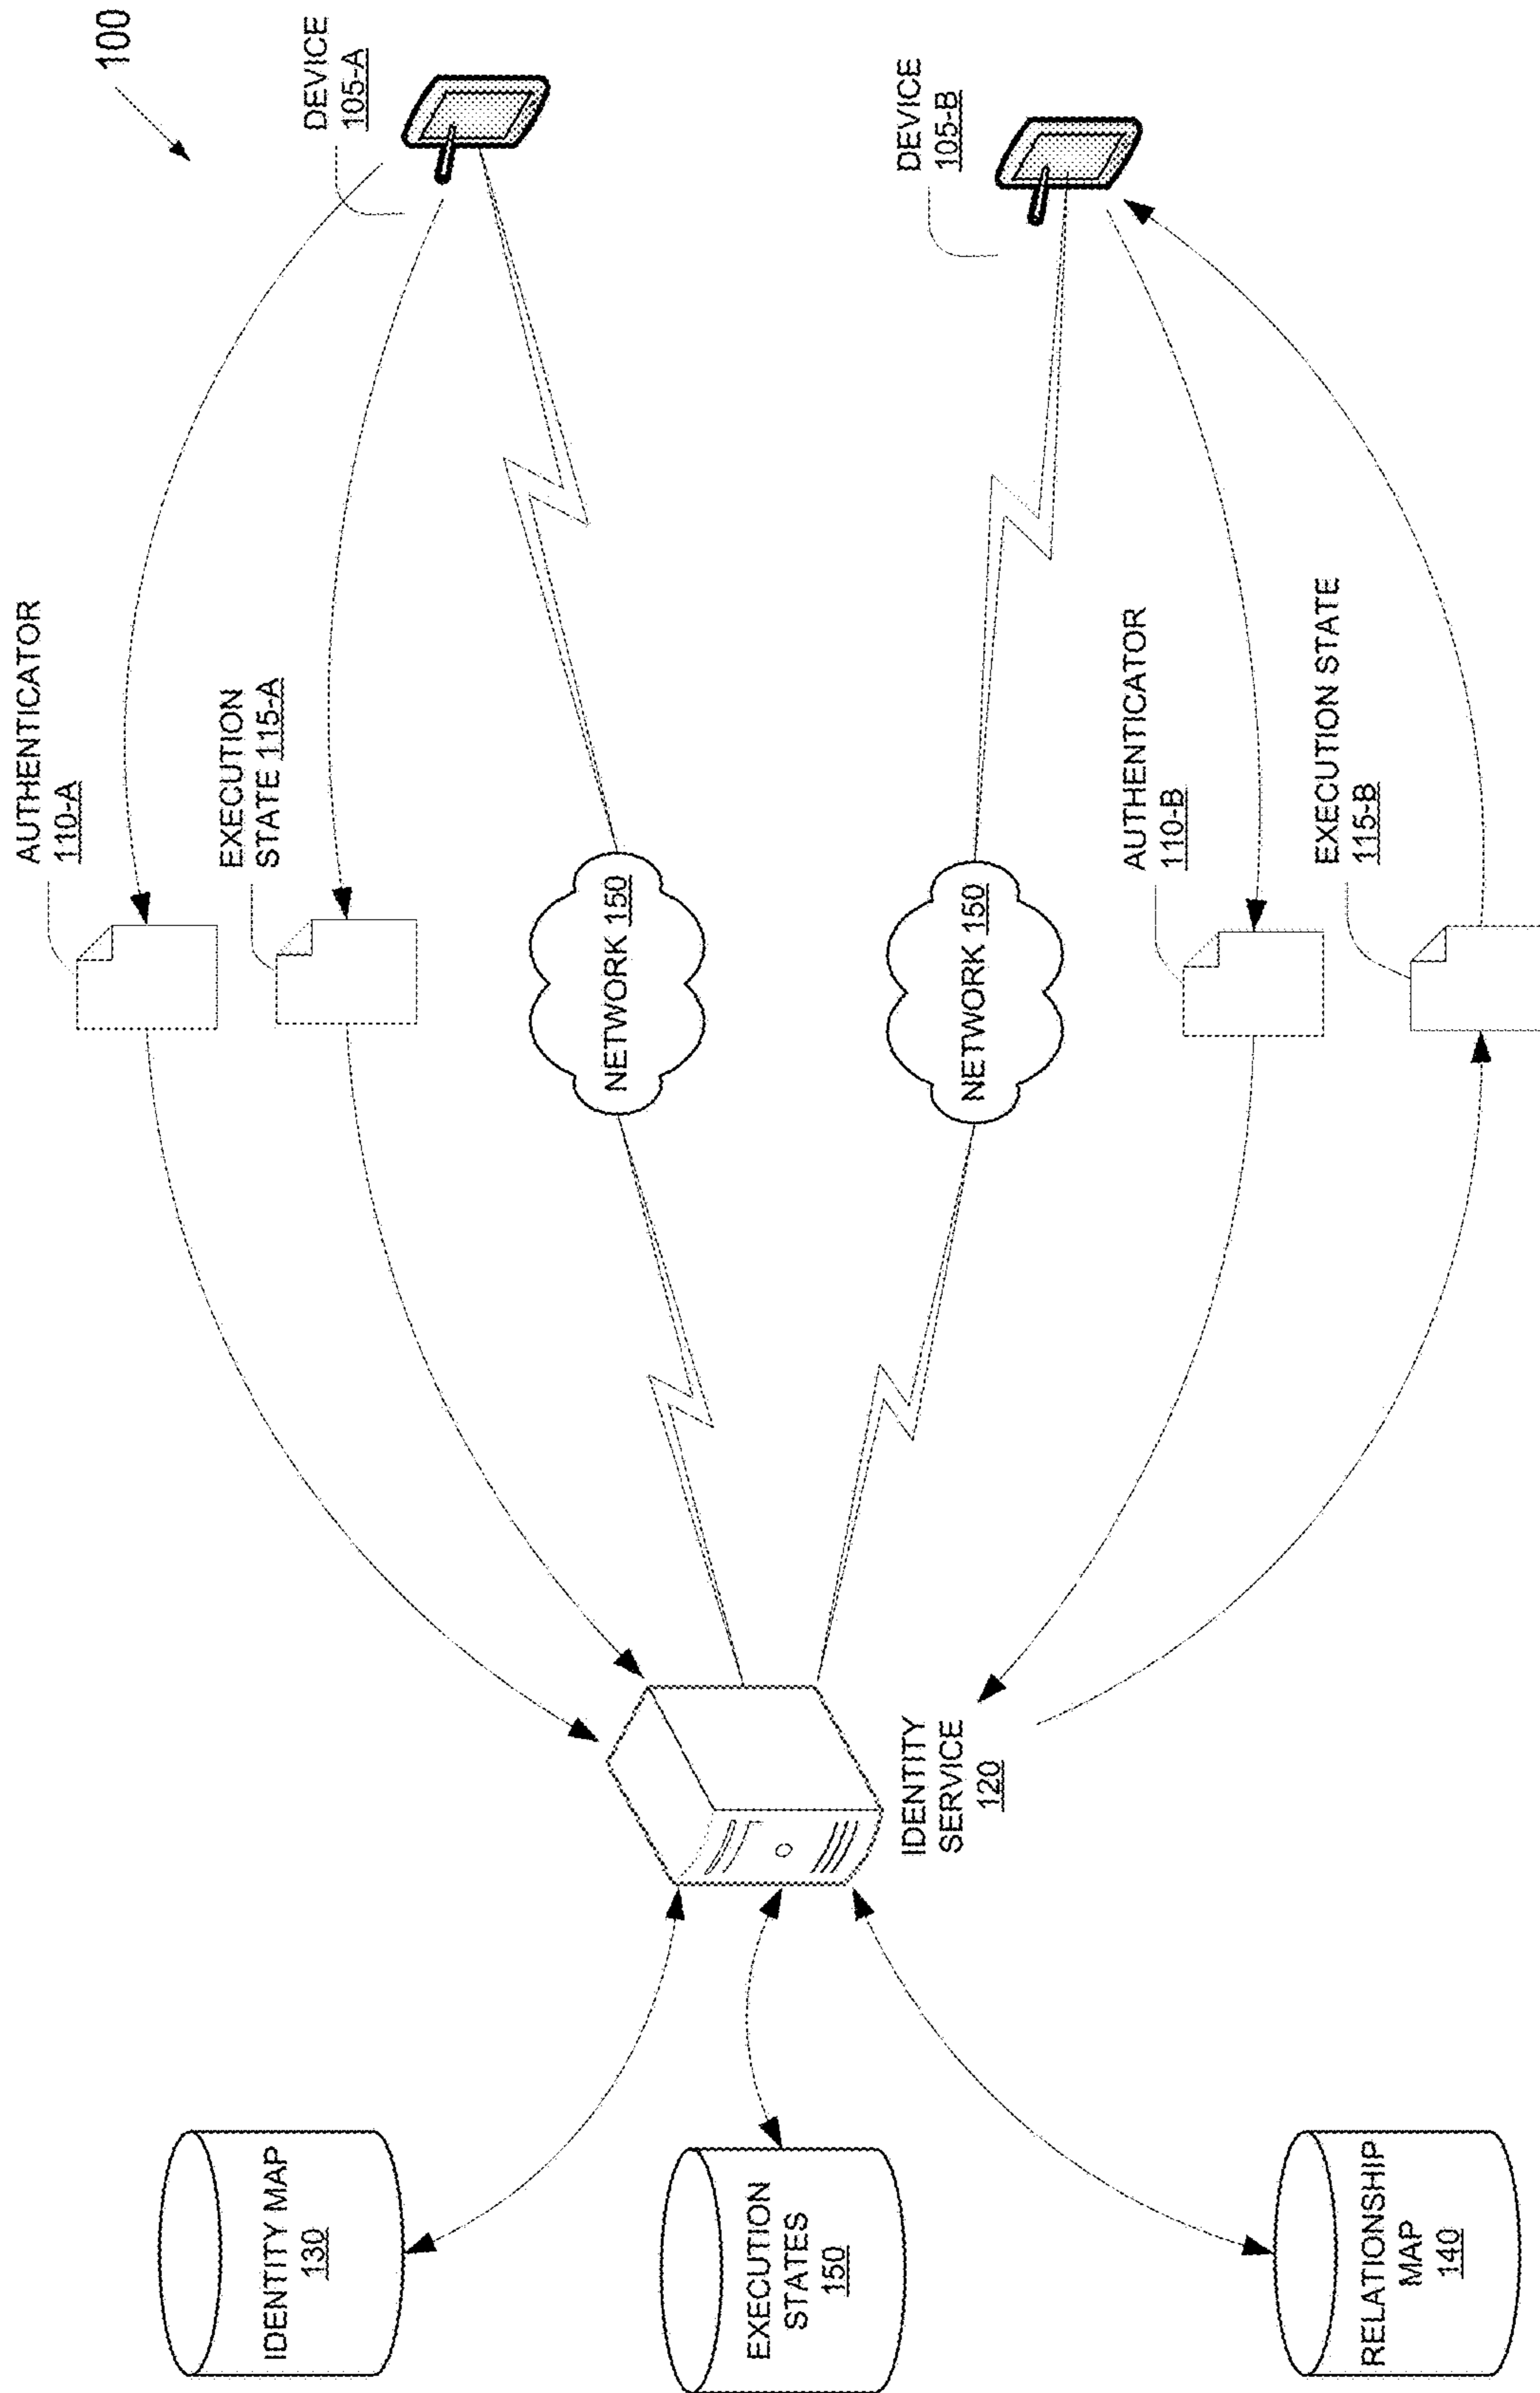 100
DEVICE
105-A
AUTHENTICATOR
110-A
EXECUTION
STATE 115-A
NETWORK 150
DEVICE
105-B
NETWORK 150
AUTHENTICATOR
110-B
EXECUTION STATE
115-B
IDENTITY
SERVICE
120
IDENTITY MAP
130
EXECUTION
STATES
150
RELATIONSHIP
MAP
140